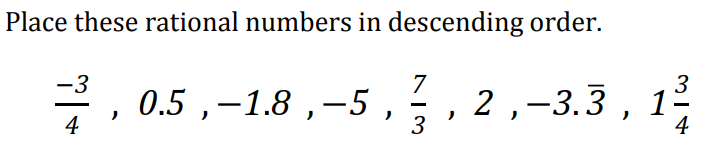 Place these rational numbers in descending order.
-3/4 , 0.5 ,-1.8 ,-5 , 7/3 , 2 ,-3.3̅ , 1 3/4